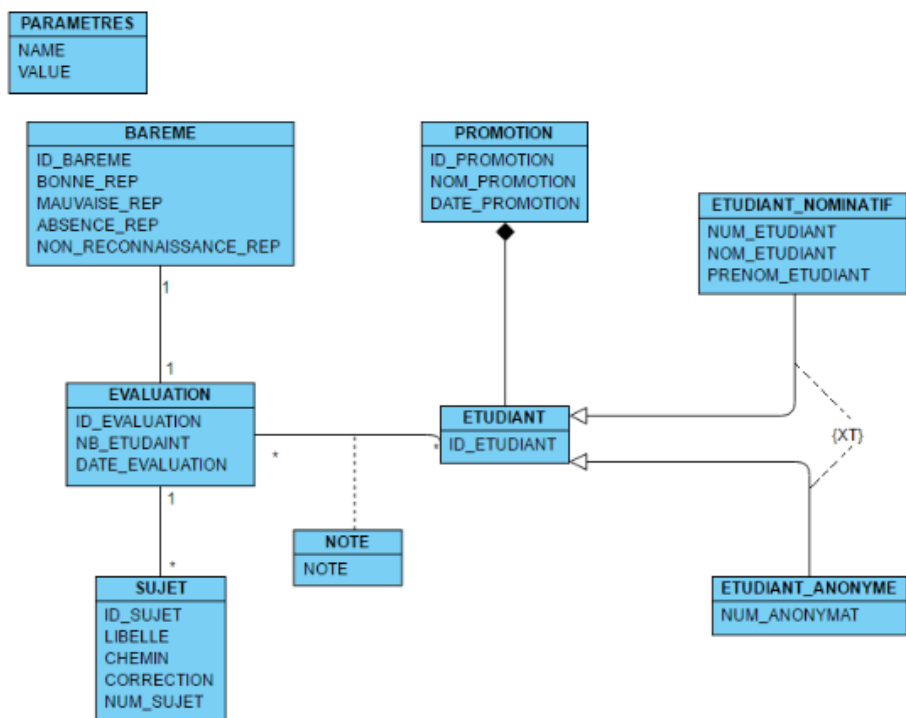 PARAMETRES
NAME
VALUE
BAREME
ID_BAREME
BONNE_REP
MAUVAISE_REP
ABSENCE_REP
NON_RECONNAISSANCE_REP
PROMOTION
ID_PROMOTION
NOM_PROMOTION
DATE_PROMOTION
ETUDIANT_NOMINATIF
NUM_ETUDIANT
NOM_ETUDIANT
PRENOM_ETUDIANT
1
1
EVALUATION
ID_EVALUATION
NB_ETUDAINT
DATE_EVALUATION
*
*
ETUDIANT
ID_ETUDIANT
{XT}
1
*
NOTE
NOTE
SUJET
ID_SUJET
LIBELLE
CHEMIN
CORRECTION
NUM_SUJET
ETUDIANT_ANONYME
NUM_ANONYMAT